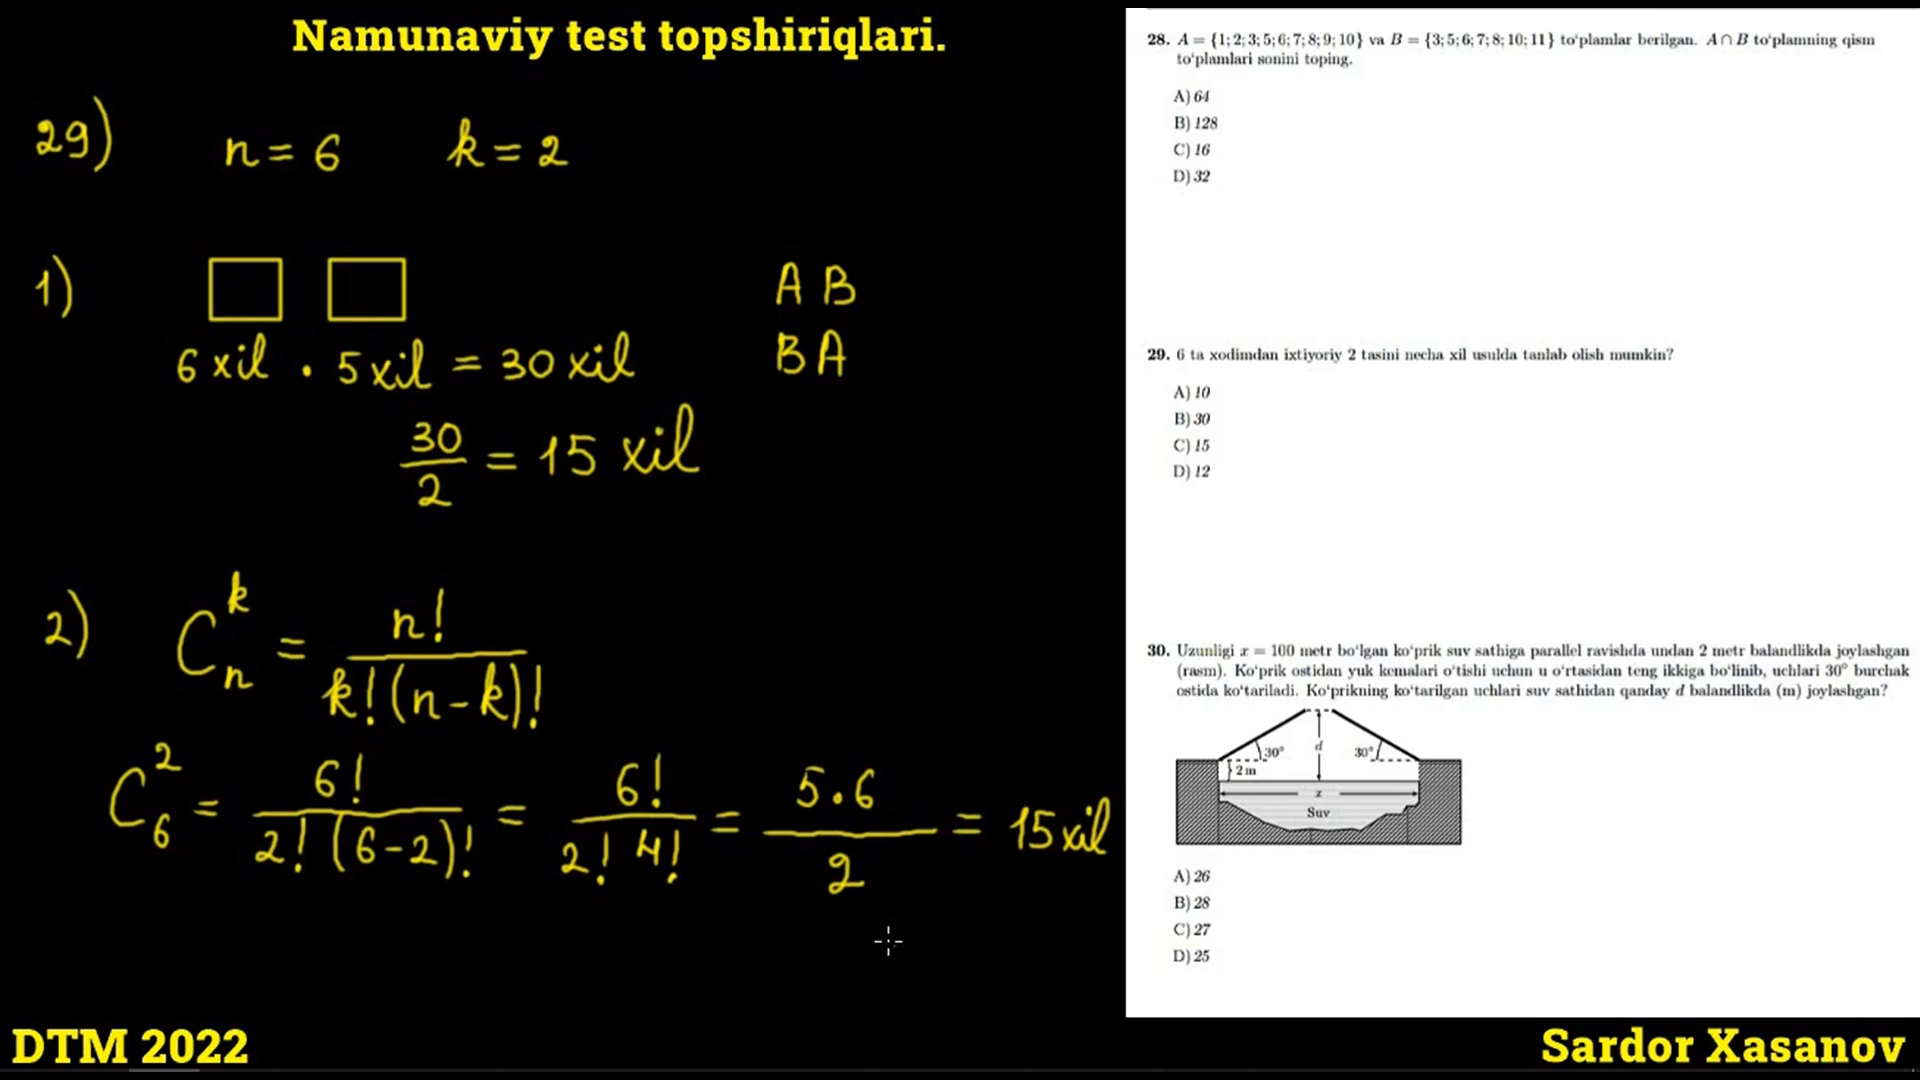 Namunaviy test topshiriqlari.
29) n = 6 k = 2
1)
6 xil · 5 xil = 30 xil
A B
B A
30/2 = 15 xil
2) C_n^k = n!/(k!(n-k)!)
C_6^2 = 6!/(2!(6-2)!) = 6!/(2! 4!) = 5·6/2 = 15 xil
DTM 2022
28. A = {1; 2; 3; 5; 6; 7; 8; 9; 10} va B = {3; 5; 6; 7; 8; 10; 11} to‘plamlar berilgan. A ∩ B to‘plamning qism
to‘plamlari sonini toping.
A) 64
B) 128
C) 16
D) 32
29. 6 ta xodimdan ixtiyoriy 2 tasini necha xil usulda tanlab olish mumkin?
A) 10
B) 30
C) 15
D) 12
30. Uzunligi x = 100 metr bo‘lgan ko‘prik suv sathiga parallel ravishda undan 2 metr balandlikda joylashgan
(rasm). Ko‘prik ostidan yuk kemalari o‘tishi uchun u o‘rtasidan teng ikkiga bo‘linib, uchlari 30° burchak
ostida ko‘tariladi. Ko‘prikning ko‘tarilgan uchlari suv sathidan qanday d balandlikda (m) joylashgan?
30° d 30°
2 m
x
Suv
A) 26
B) 28
C) 27
D) 25
Sardor Xasanov